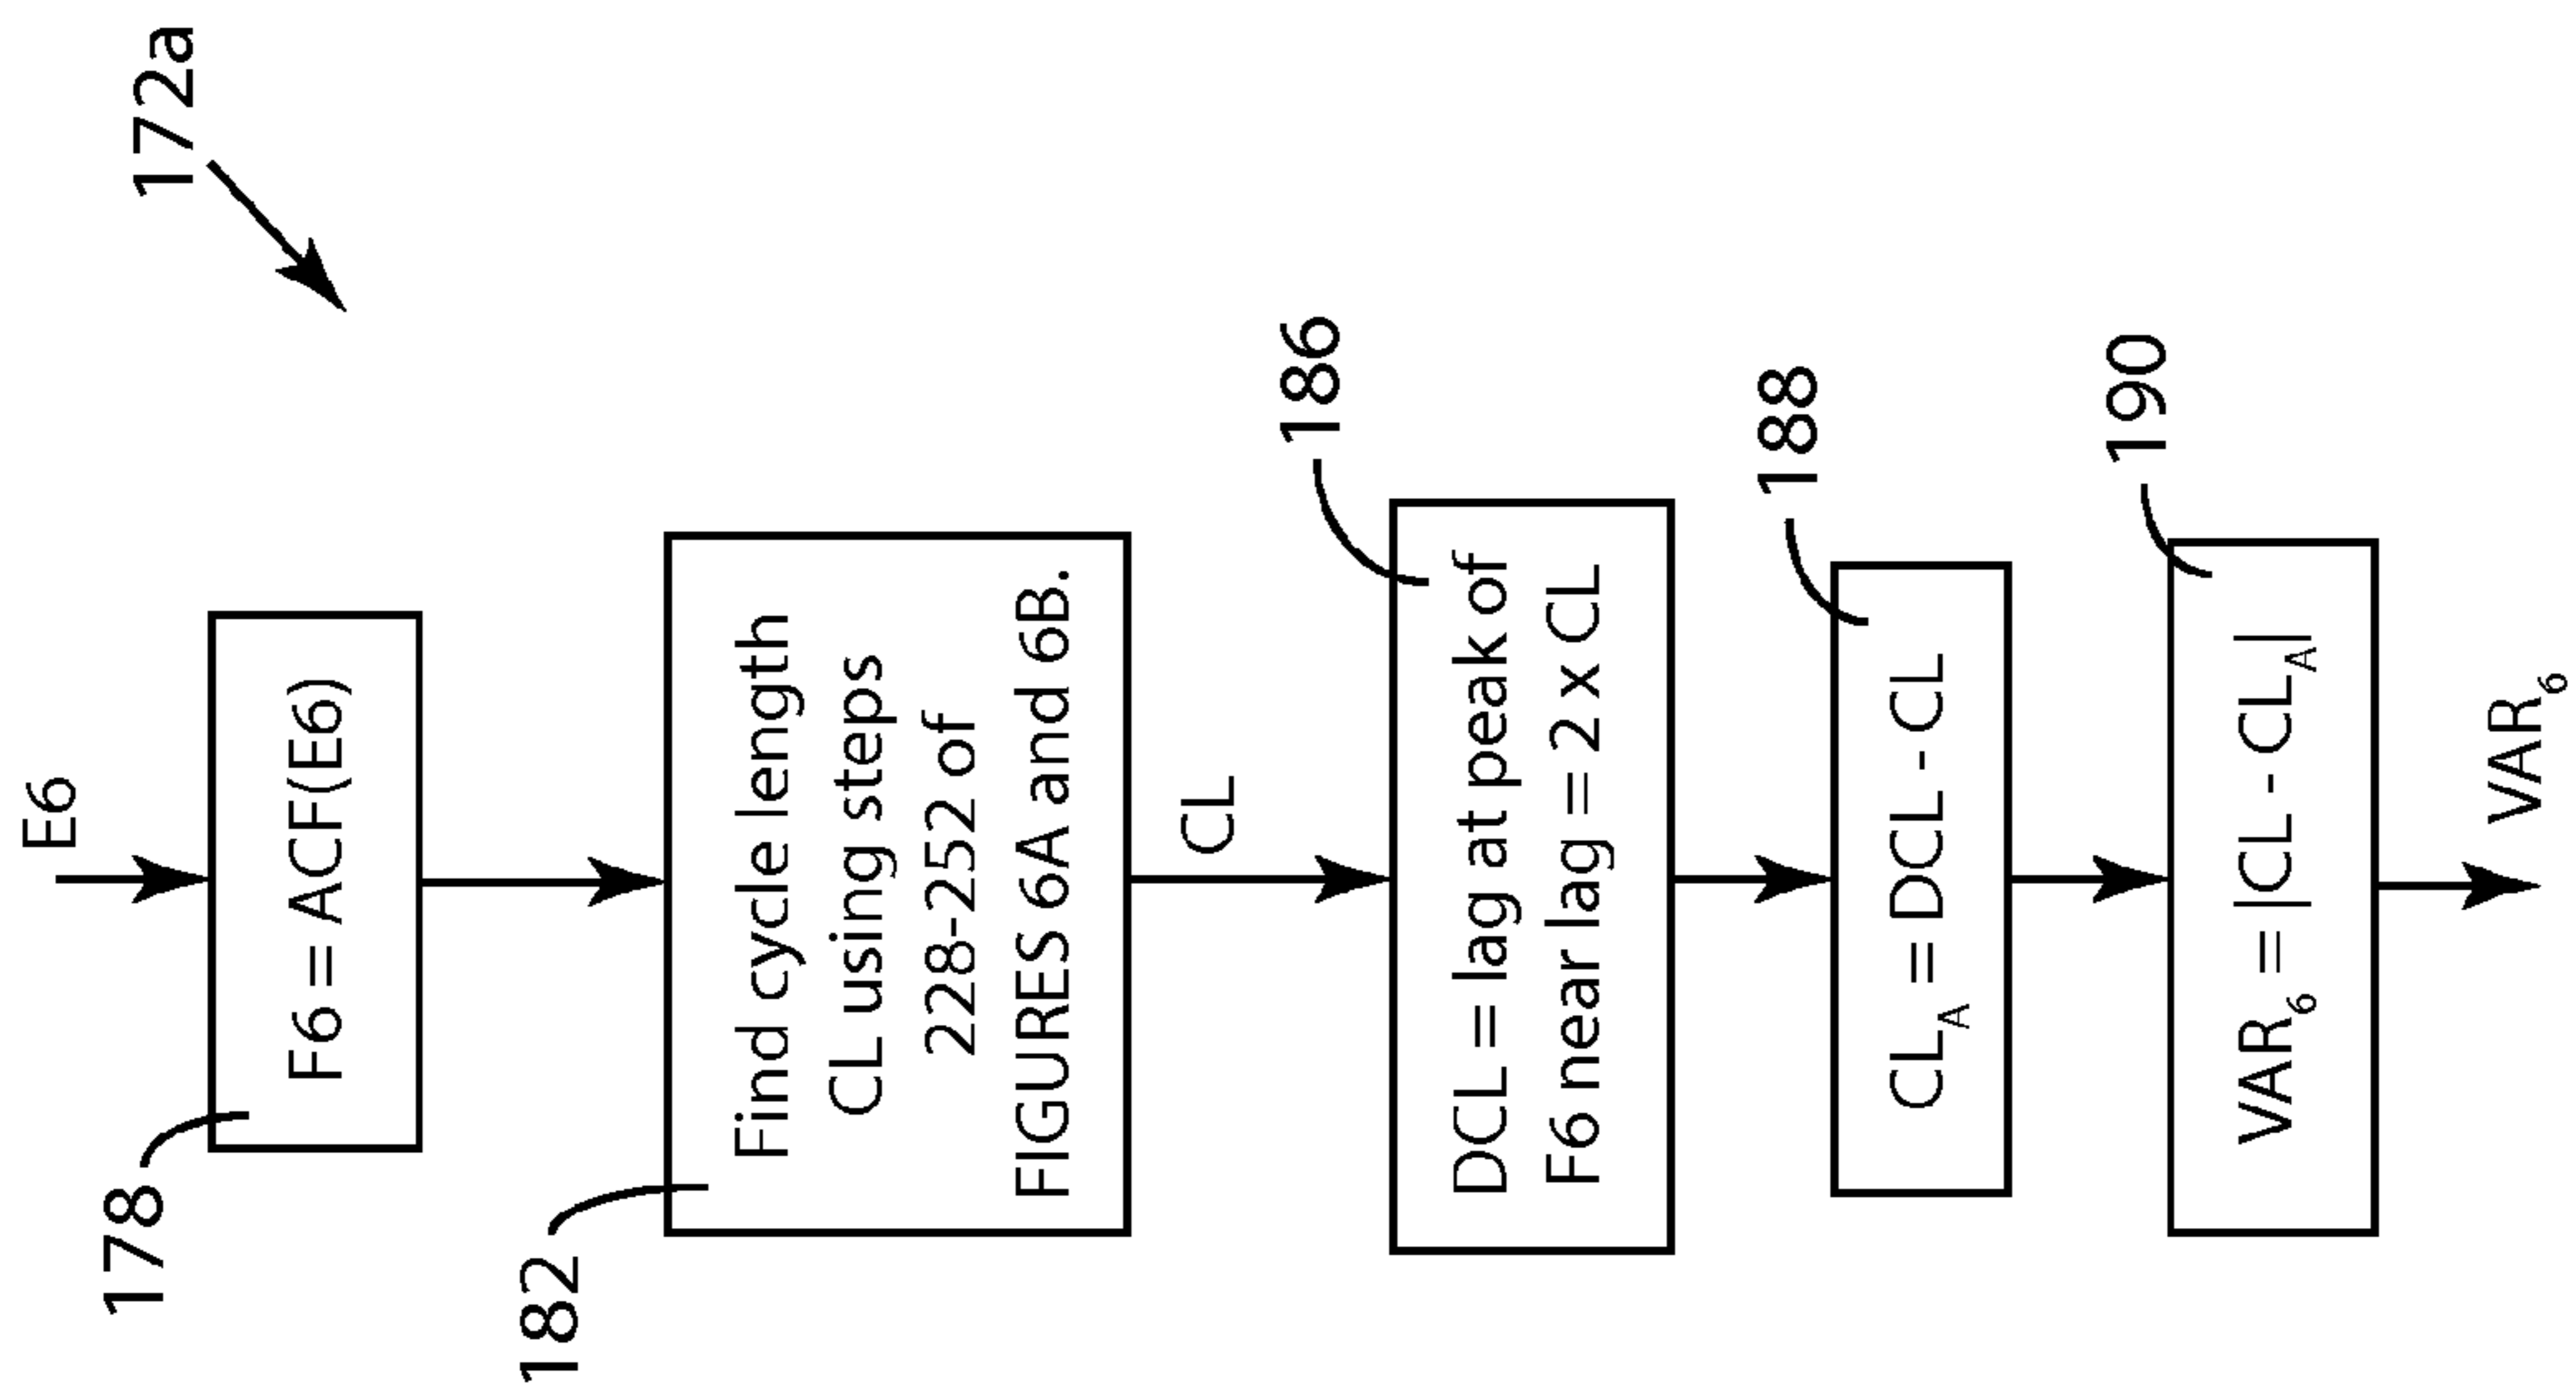 172a
E6
178
F6 = ACF(E6)
182
Find cycle length
CL using steps
228-252 of
FIGURES 6A and 6B.
CL
186
DCL = lag at peak of
F6 near lag = 2 x CL
188
CL_A = DCL - CL
190
VAR_6 = |CL - CL_A|
VAR_6